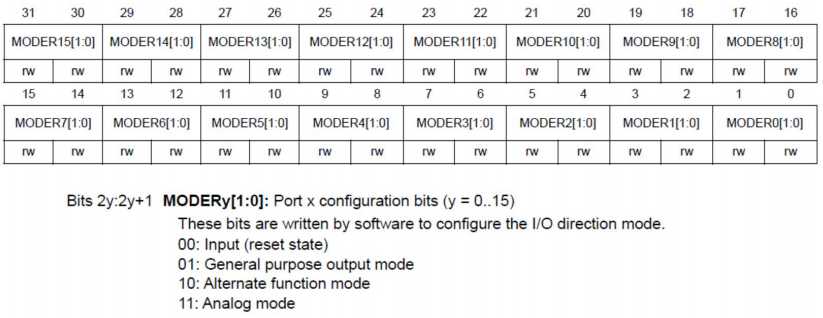 31 30 29 28 27 26 25 24 23 22 21 20 19 18 17 16
MODER15[1:0] MODER14[1:0] MODER13[1:0] MODER12[1:0] MODER11[1:0] MODER10[1:0] MODER9[1:0] MODER8[1:0]
rw rw rw rw rw rw rw rw rw rw rw rw rw rw rw rw
15 14 13 12 11 10 9 8 7 6 5 4 3 2 1 0
MODER7[1:0] MODER6[1:0] MODER5[1:0] MODER4[1:0] MODER3[1:0] MODER2[1:0] MODER1[1:0] MODER0[1:0]
rw rw rw rw rw rw rw rw rw rw rw rw rw rw rw rw
Bits 2y:2y+1 MODERy[1:0]: Port x configuration bits (y = 0..15)
These bits are written by software to configure the I/O direction mode.
00: Input (reset state)
01: General purpose output mode
10: Alternate function mode
11: Analog mode